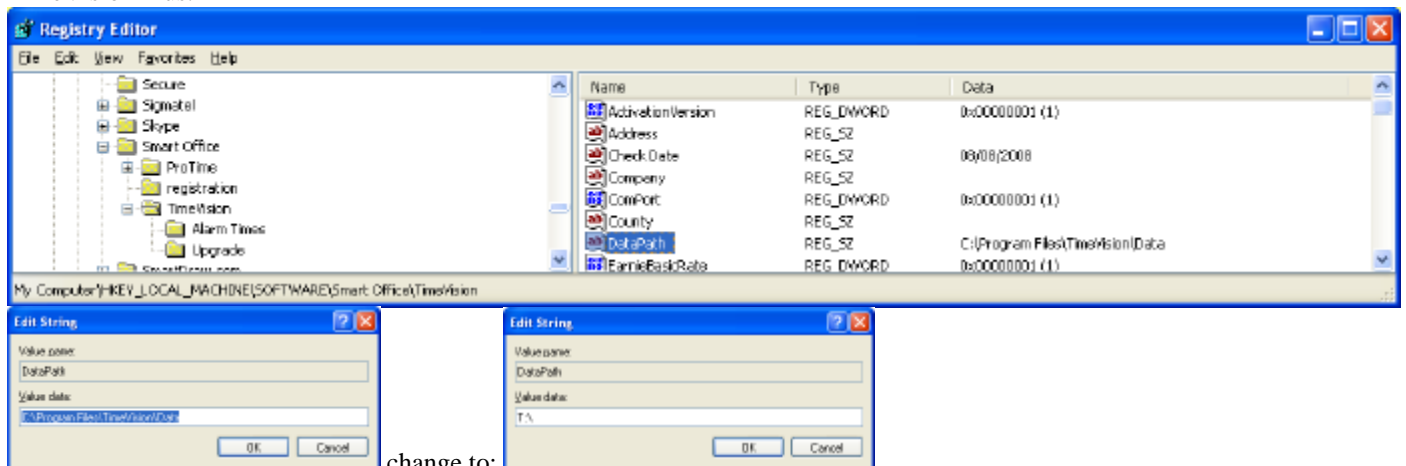 Registry Editor
File Edit View Favorites Help
Secure
Sigmatel
Skype
Smart Office
ProTime
registration
TimeVision
Alarm Times
Upgrade
SmartDraw.com
Name Type Data
ActivationVersion REG_DWORD 0x00000001 (1)
Address REG_SZ
Check Date REG_SZ 08/08/2008
Company REG_SZ
ComPort REG_DWORD 0x00000001 (1)
County REG_SZ
DataPath REG_SZ C:\Program Files\TimeVision\Data
EarnieBasicRate REG_DWORD 0x00000001 (1)
My Computer\HKEY_LOCAL_MACHINE\SOFTWARE\Smart Office\TimeVision
Edit String
Value name:
DataPath
Value data:
C:\Program Files\TimeVision\Data
OK Cancel
change to:
Edit String
Value name:
DataPath
Value data:
T:\
OK Cancel